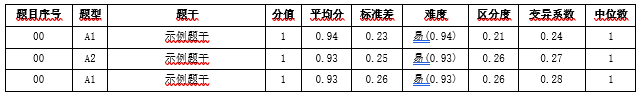 题目序号 题型 题干 分值 平均分 标准差 难度 区分度 变异系数 中位数
00 A1 示例题干 1 0.94 0.23 易(0.94) 0.21 0.24 1
00 A2 示例题干 1 0.93 0.25 易(0.93) 0.26 0.27 1
00 A1 示例题干 1 0.93 0.26 易(0.93) 0.26 0.28 1